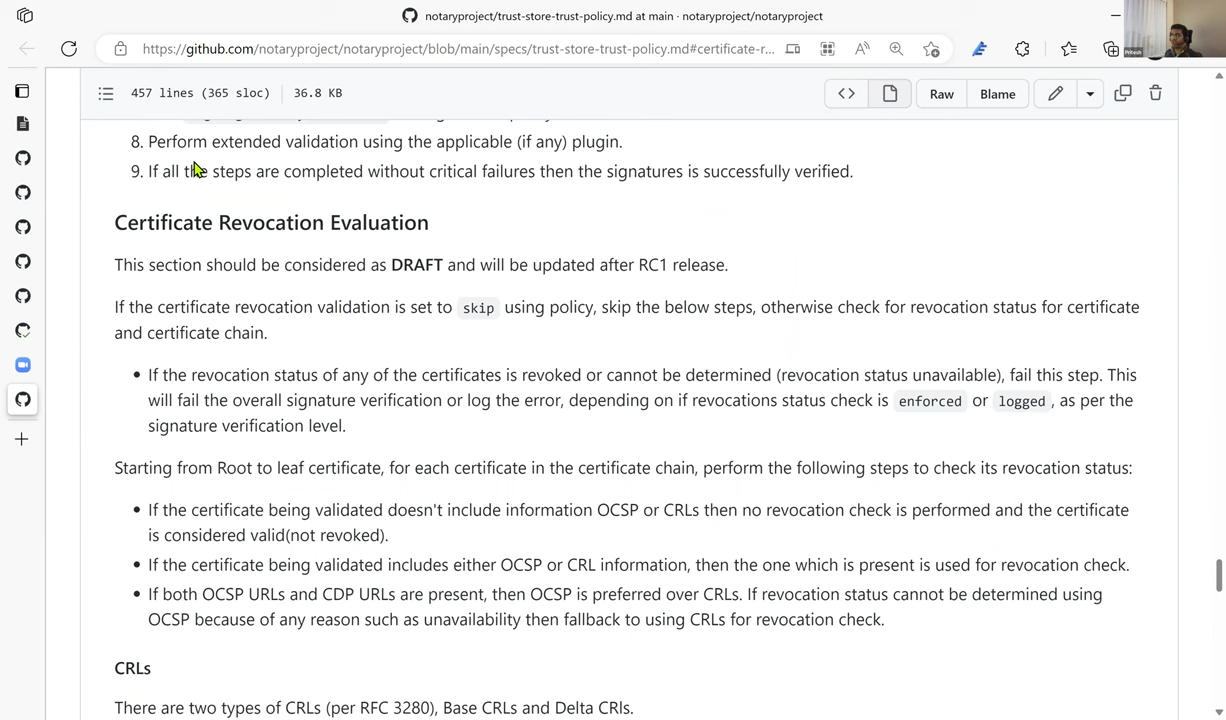 notaryproject/trust-store-trust-policy.md at main · notaryproject/notaryproject
https://github.com/notaryproject/notaryproject/blob/main/specs/trust-store-trust-policy.md#certificate-r...
Pritesh
457 lines (365 sloc) 36.8 KB
Raw Blame
8. Perform extended validation using the applicable (if any) plugin.
9. If all the steps are completed without critical failures then the signatures is successfully verified.
Certificate Revocation Evaluation
This section should be considered as DRAFT and will be updated after RC1 release.
If the certificate revocation validation is set to skip using policy, skip the below steps, otherwise check for revocation status for certificate
and certificate chain.
• If the revocation status of any of the certificates is revoked or cannot be determined (revocation status unavailable), fail this step. This
will fail the overall signature verification or log the error, depending on if revocations status check is enforced or logged, as per the
signature verification level.
Starting from Root to leaf certificate, for each certificate in the certificate chain, perform the following steps to check its revocation status:
• If the certificate being validated doesn't include information OCSP or CRLs then no revocation check is performed and the certificate
is considered valid(not revoked).
• If the certificate being validated includes either OCSP or CRL information, then the one which is present is used for revocation check.
• If both OCSP URLs and CDP URLs are present, then OCSP is preferred over CRLs. If revocation status cannot be determined using
OCSP because of any reason such as unavailability then fallback to using CRLs for revocation check.
CRLs
There are two types of CRLs (per RFC 3280), Base CRLs and Delta CRls.